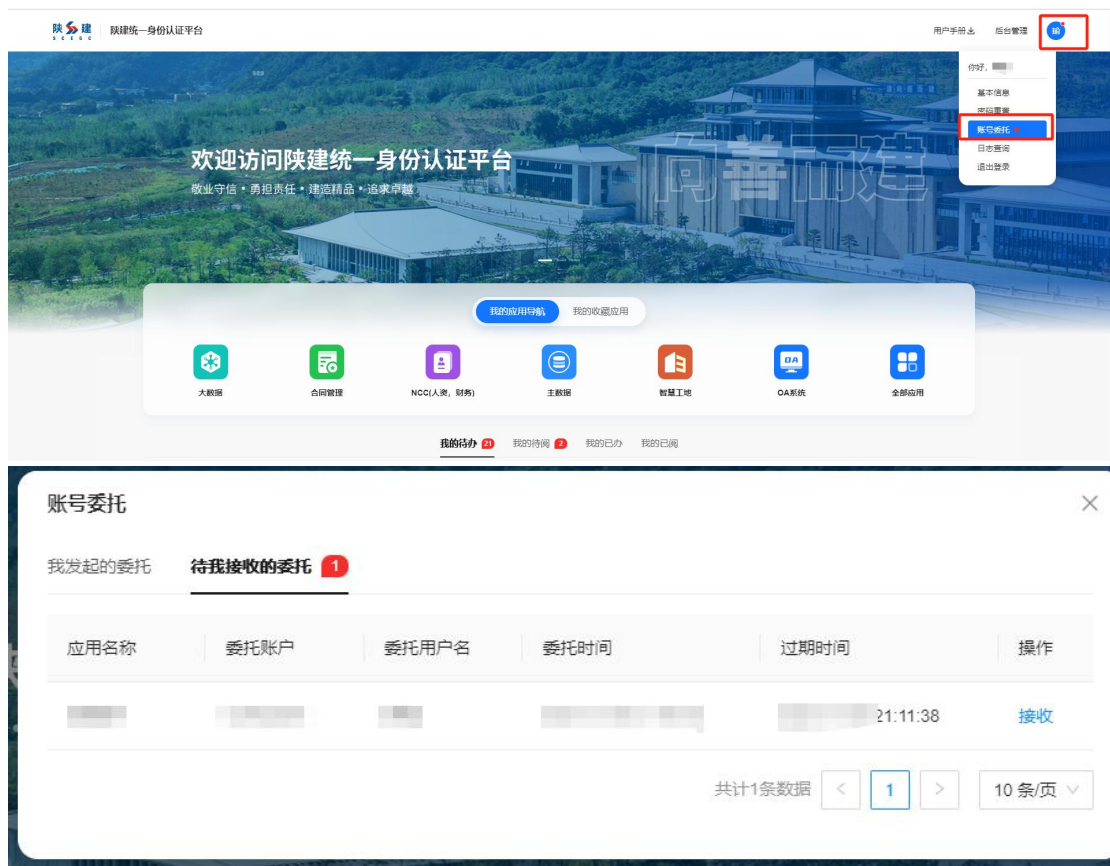 陕建
SCEGC
陕建统一身份认证平台
用户手册
后台管理
瑜
你好,
基本信息
密码重置
账号委托
日志查询
退出登录
欢迎访问陕建统一身份认证平台
敬业守信•勇担责任•建造精品•追求卓越
向善而建
我的应用导航
我的收藏应用
大数据
合同管理
NCC(人资, 财务)
主数据
智慧工地
OA
OA系统
全部应用
我的待办 21
我的待阅 2
我的已办
我的已阅
账号委托
我发起的委托
待我接收的委托 1
应用名称
委托账户
委托用户名
委托时间
过期时间
操作
21:11:38
接收
共计1条数据
<
1
>
10 条/页